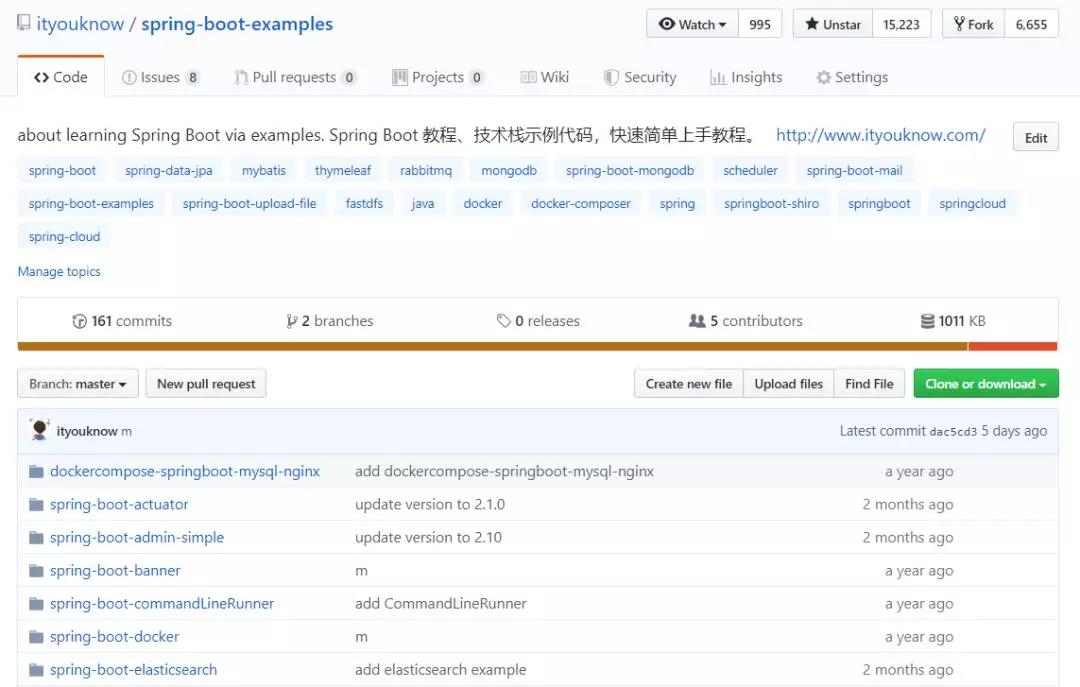 ityouknow / spring-boot-examples Watch 995 Unstar 15,223 Fork 6,655
Code Issues 8 Pull requests 0 Projects 0 Wiki Security Insights Settings
about learning Spring Boot via examples. Spring Boot 教程、技术栈示例代码，快速简单上手教程。 http://www.ityouknow.com/ Edit
spring-boot spring-data-jpa mybatis thymeleaf rabbitmq mongodb spring-boot-mongodb scheduler spring-boot-mail
spring-boot-examples spring-boot-upload-file fastdfs java docker docker-composer spring springboot-shiro springboot springcloud
spring-cloud
Manage topics
161 commits 2 branches 0 releases 5 contributors 1011 KB
Branch: master New pull request Create new file Upload files Find File Clone or download
ityouknow m Latest commit dac5cd3 5 days ago
dockercompose-springboot-mysql-nginx add dockercompose-springboot-mysql-nginx a year ago
spring-boot-actuator update version to 2.1.0 2 months ago
spring-boot-admin-simple update version to 2.10 2 months ago
spring-boot-banner m a year ago
spring-boot-commandLineRunner add CommandLineRunner a year ago
spring-boot-docker m a year ago
spring-boot-elasticsearch add elasticsearch example 2 months ago